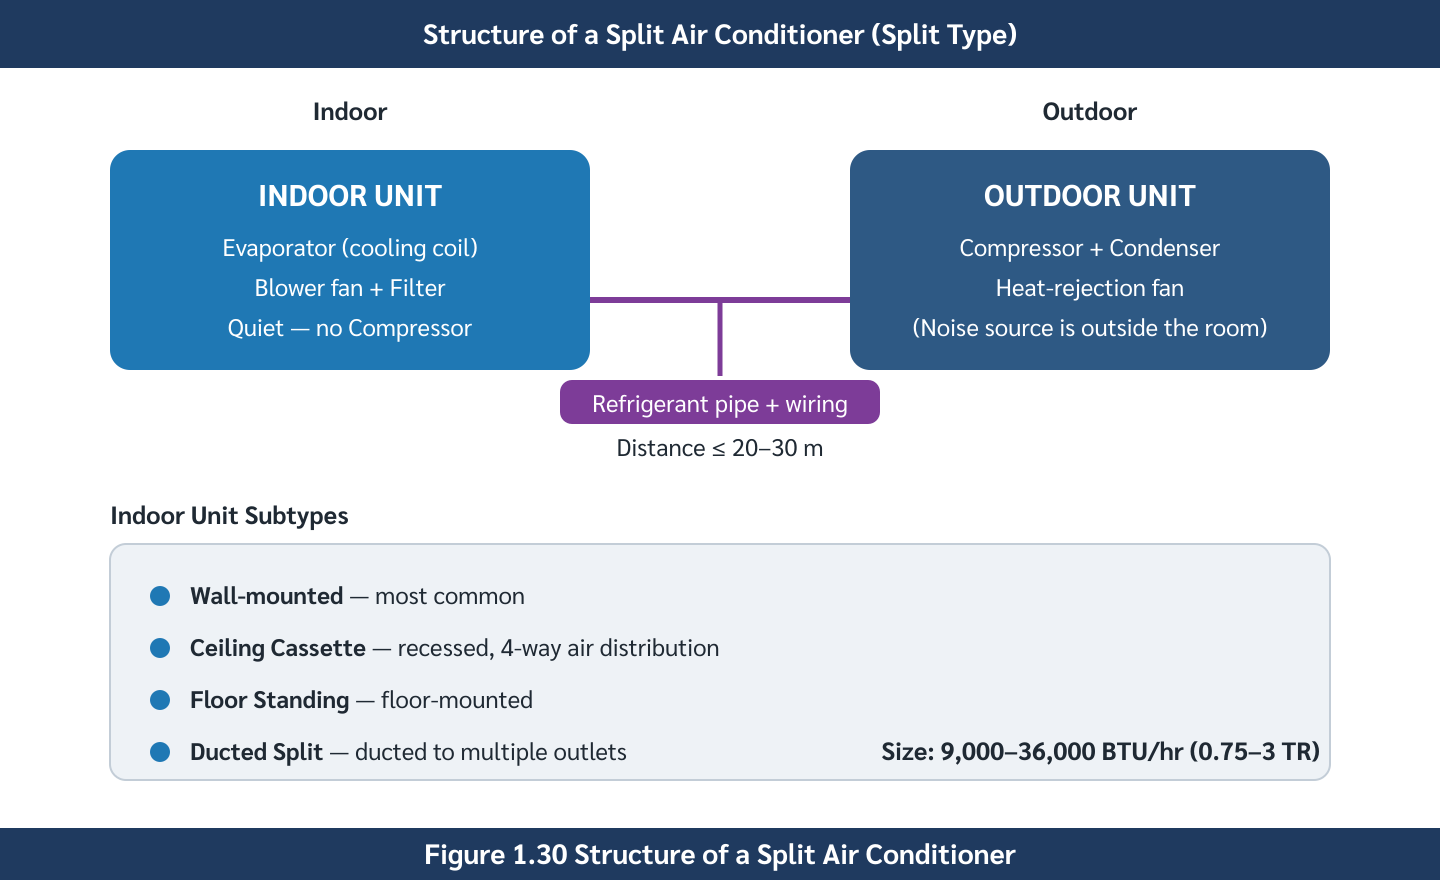 Structure of a Split Air Conditioner (Split Type)
Indoor
Outdoor
INDOOR UNIT
Evaporator (cooling coil)
Blower fan + Filter
Quiet — no Compressor
OUTDOOR UNIT
Compressor + Condenser
Heat-rejection fan
(Noise source is outside the room)
Refrigerant pipe + wiring
Distance ≤ 20–30 m
Indoor Unit Subtypes
Wall-mounted — most common
Ceiling Cassette — recessed, 4-way air distribution
Floor Standing — floor-mounted
Ducted Split — ducted to multiple outlets
Size: 9,000–36,000 BTU/hr (0.75–3 TR)
Figure 1.30 Structure of a Split Air Conditioner